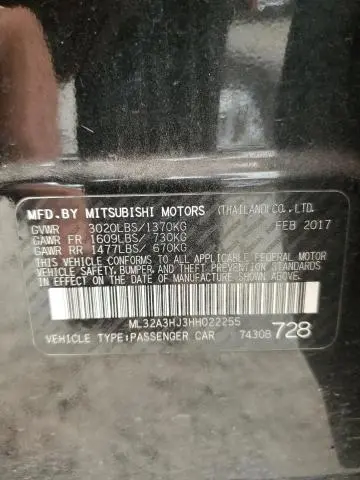 MFD.BY MITSUBISHI MOTORS (THAILAND)CO.,LTD.
GVWR 3020LBS/1370KG FEB 2017
GAWR FR 1609LBS/ 730KG
GAWR RR 1477LBS/ 670KG
THIS VEHICLE CONFORMS TO ALL APPLICABLE
FEDERAL MOTOR VEHICLE SAFETY, BUMPER, AND
THEFT PREVENTION STANDARDS IN EFFECT ON
THE DATE OF MANUFACTURE SHOWN ABOVE.
ML32A3HJ3HH022255
VEHICLE TYPE:PASSENGER CAR 74308 728